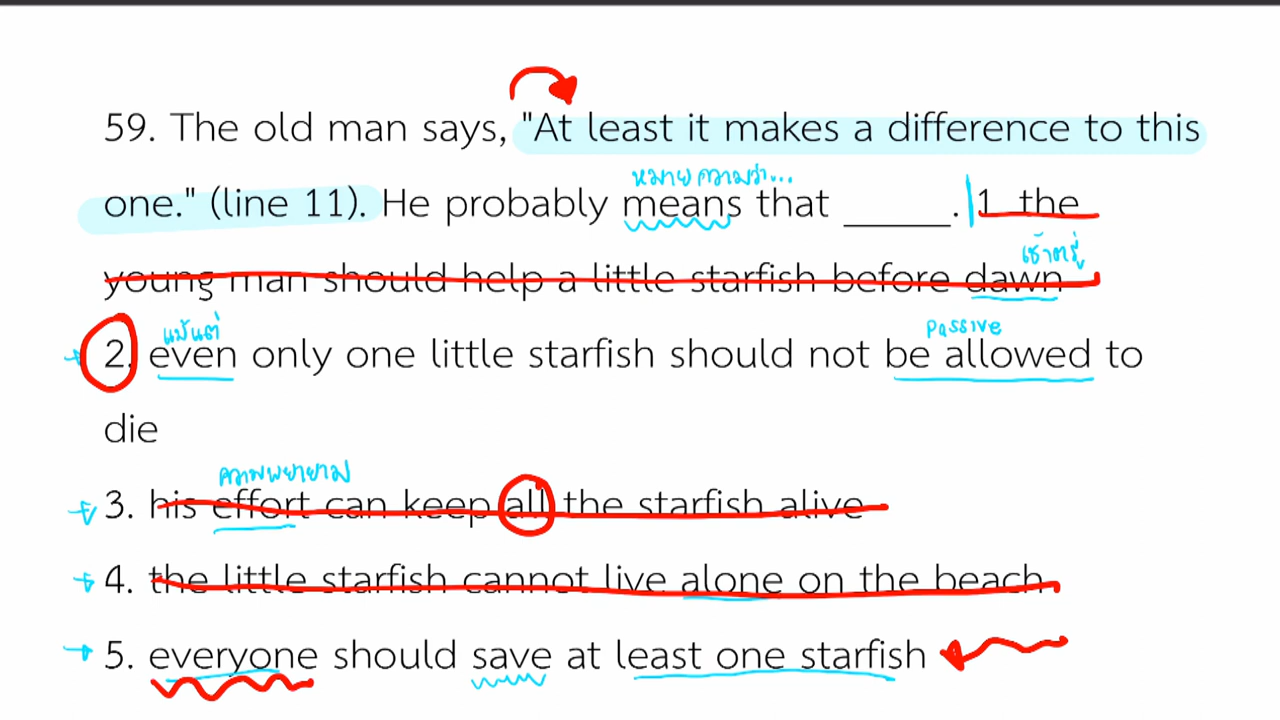 59. The old man says, "At least it makes a difference to this
หมายความว่า...
one." (line 11). He probably means that ______. 1 the
เช้าตรู่
young man should help a little starfish before dawn
แม้แต่ passive
2. even only one little starfish should not be allowed to
die
ความพยายาม
3. his effort can keep all the starfish alive
4. the little starfish cannot live alone on the beach
5. everyone should save at least one starfish